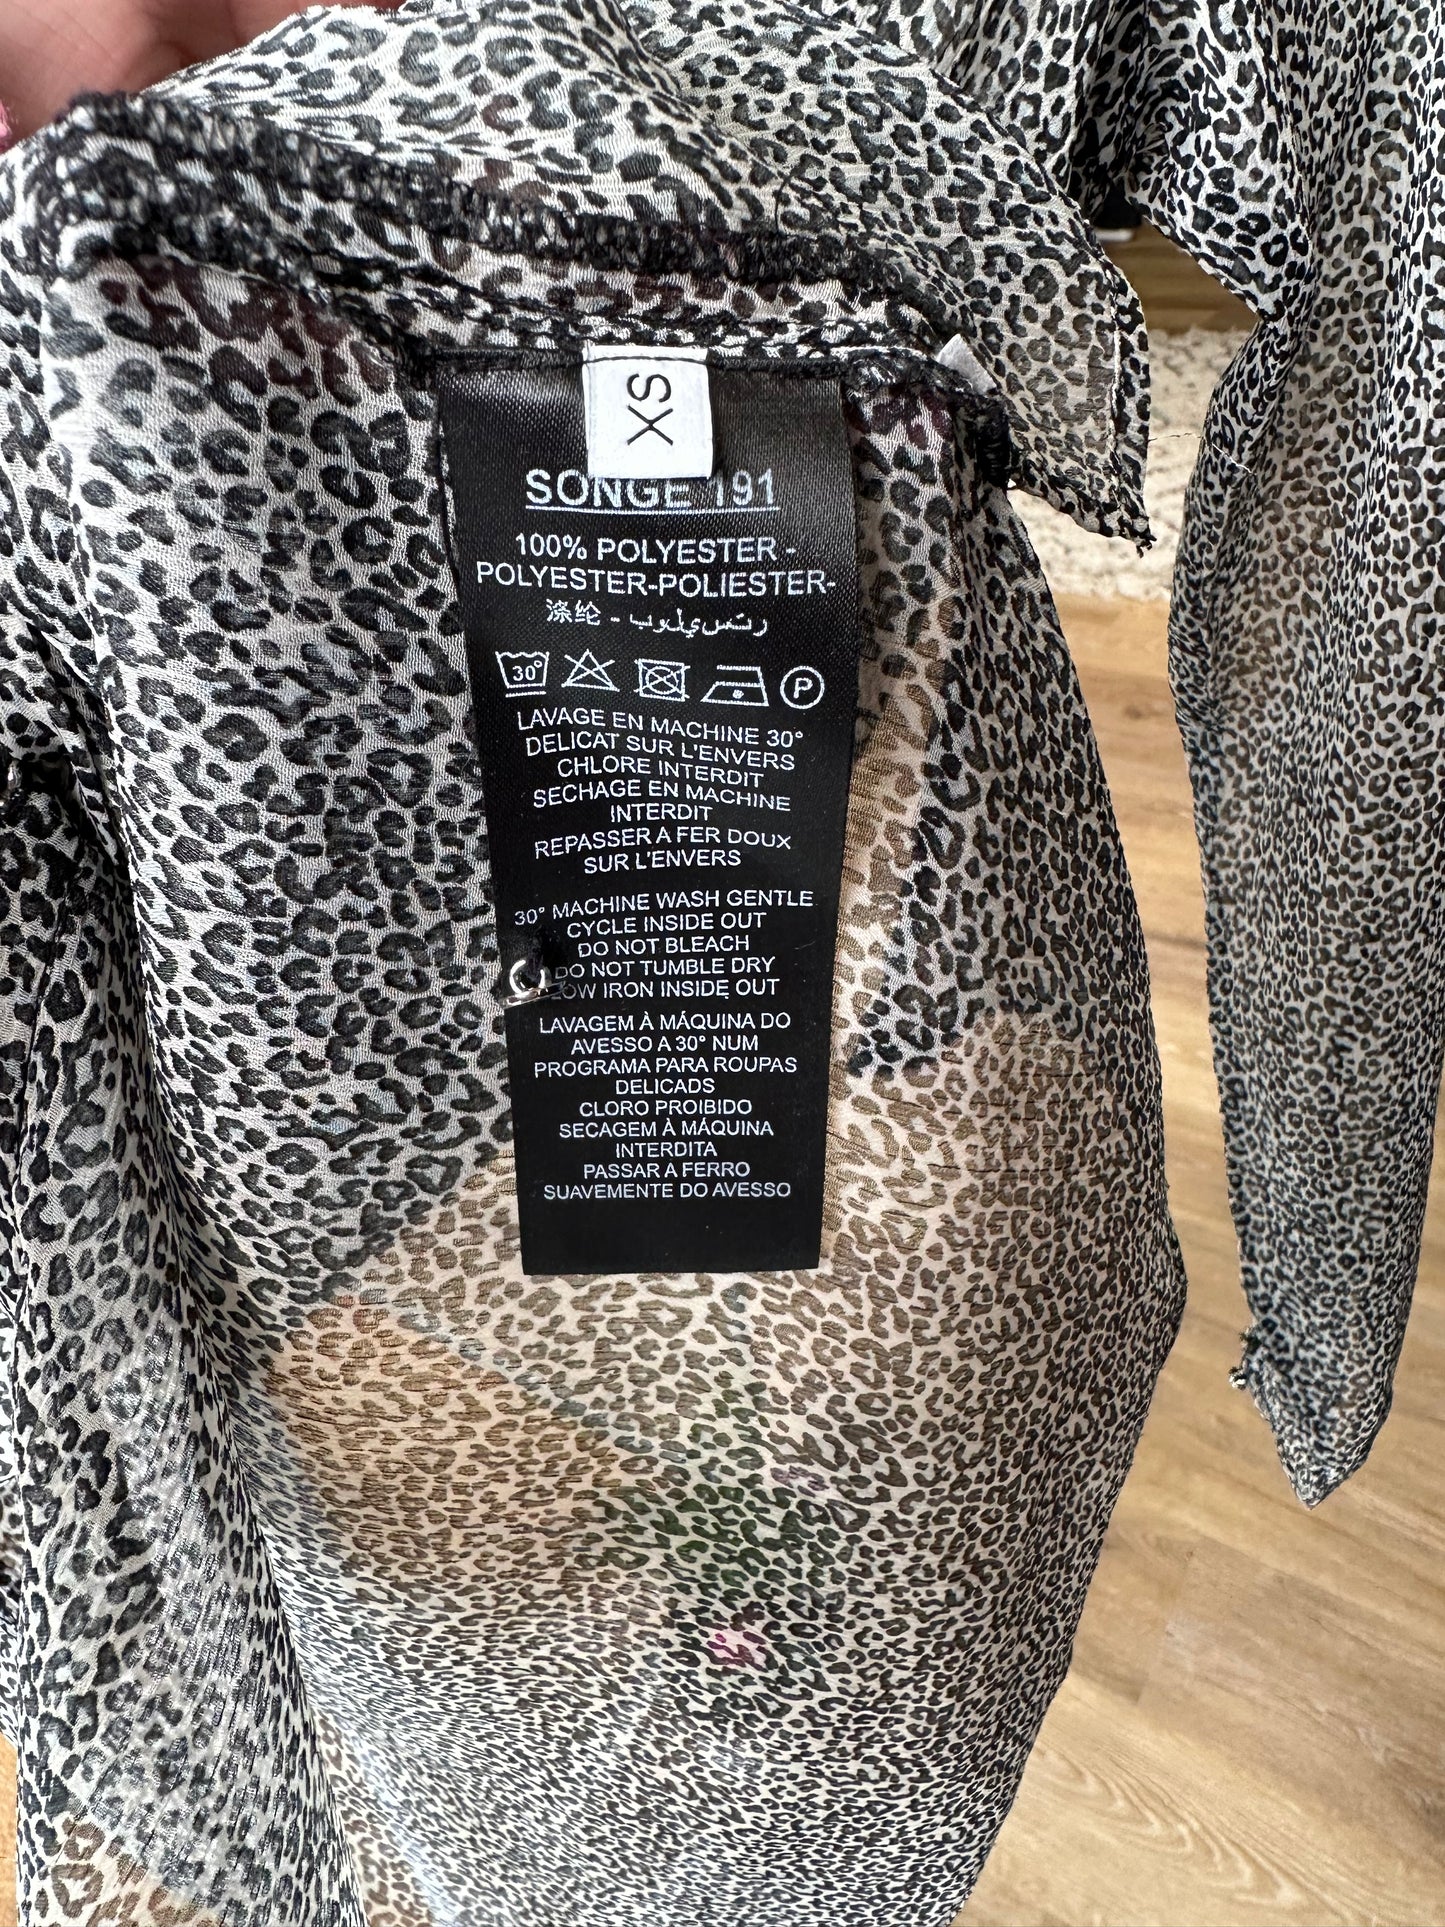 XS
SONGE 191
100% POLYESTER -
POLYESTER-POLIESTER-
涤纶 - بوليستر
30°
P
LAVAGE EN MACHINE 30°
DELICAT SUR L'ENVERS
CHLORE INTERDIT
SECHAGE EN MACHINE
INTERDIT
REPASSER A FER DOUX
SUR L'ENVERS
30° MACHINE WASH GENTLE
CYCLE INSIDE OUT
DO NOT BLEACH
DO NOT TUMBLE DRY
LOW IRON INSIDE OUT
LAVAGEM À MÁQUINA DO
AVESSO A 30° NUM
PROGRAMA PARA ROUPAS
DELICADS
CLORO PROIBIDO
SECAGEM À MÁQUINA
INTERDITA
PASSAR A FERRO
SUAVEMENTE DO AVESSO